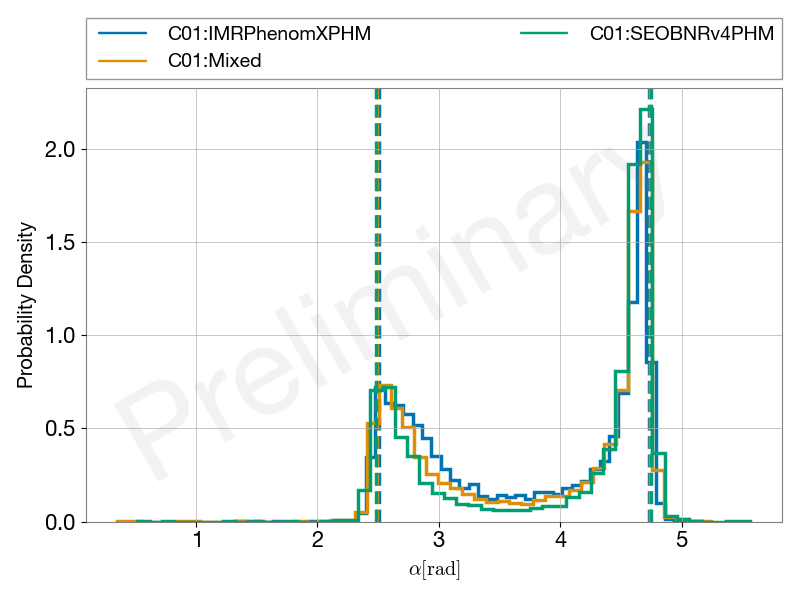 C01:IMRPhenomXPHM
C01:Mixed
C01:SEOBNRv4PHM
Preliminary
Probability Density
2.0
1.5
1.0
0.5
0.0
1 2 3 4 5
α[rad]